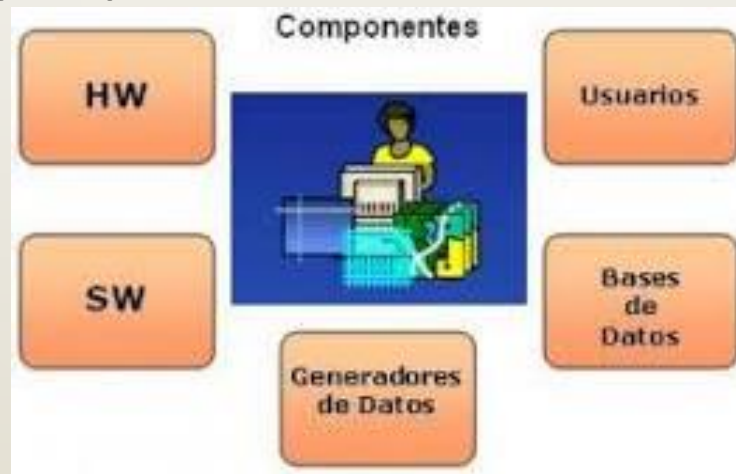 Componentes
HW
Usuarios
SW
Bases
de
Datos
Generadores
de Datos